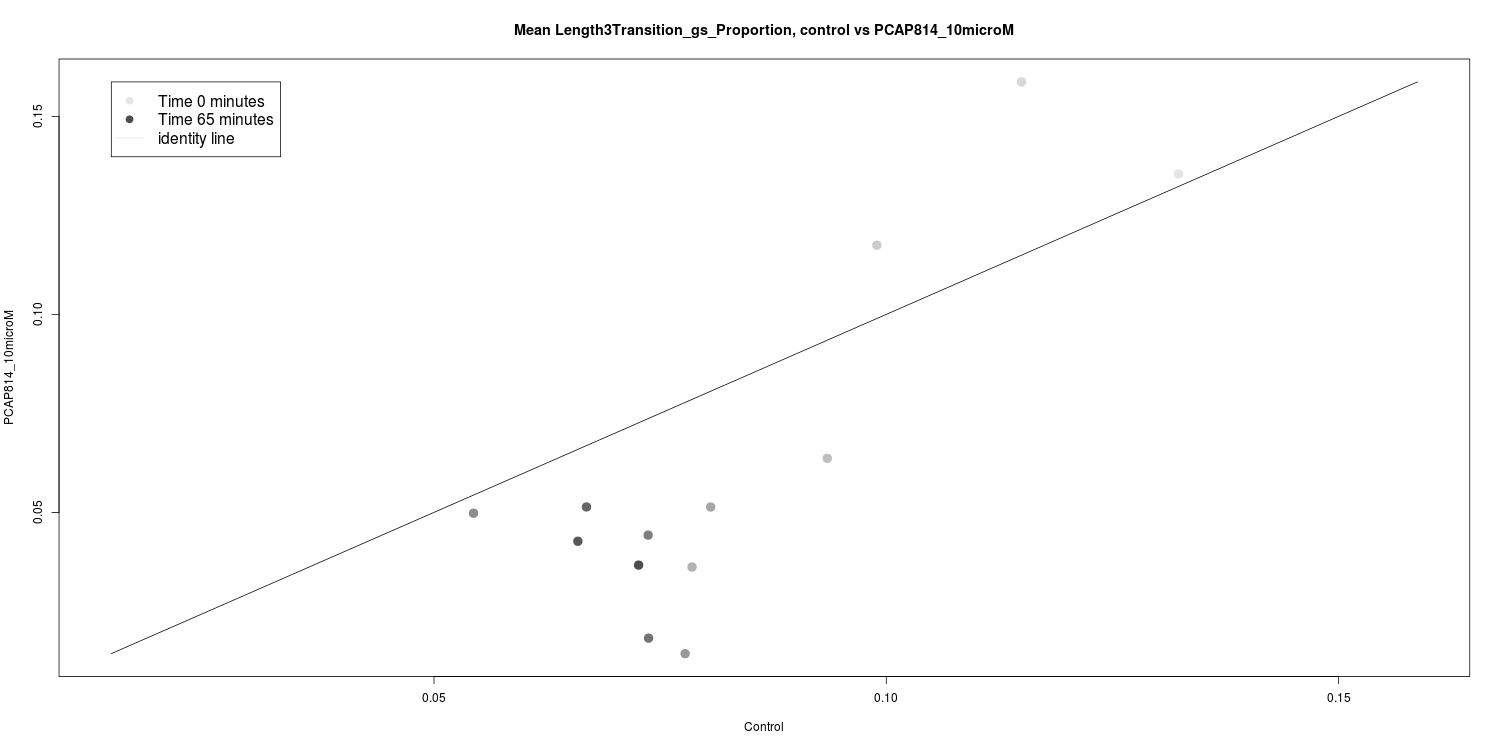 Mean Length3Transition_gs_Proportion, control vs PCAP814_10microM
Time 0 minutes
Time 65 minutes
identity line
0.15
0.10
0.05
PCAP814_10microM
0.05
0.10
0.15
Control